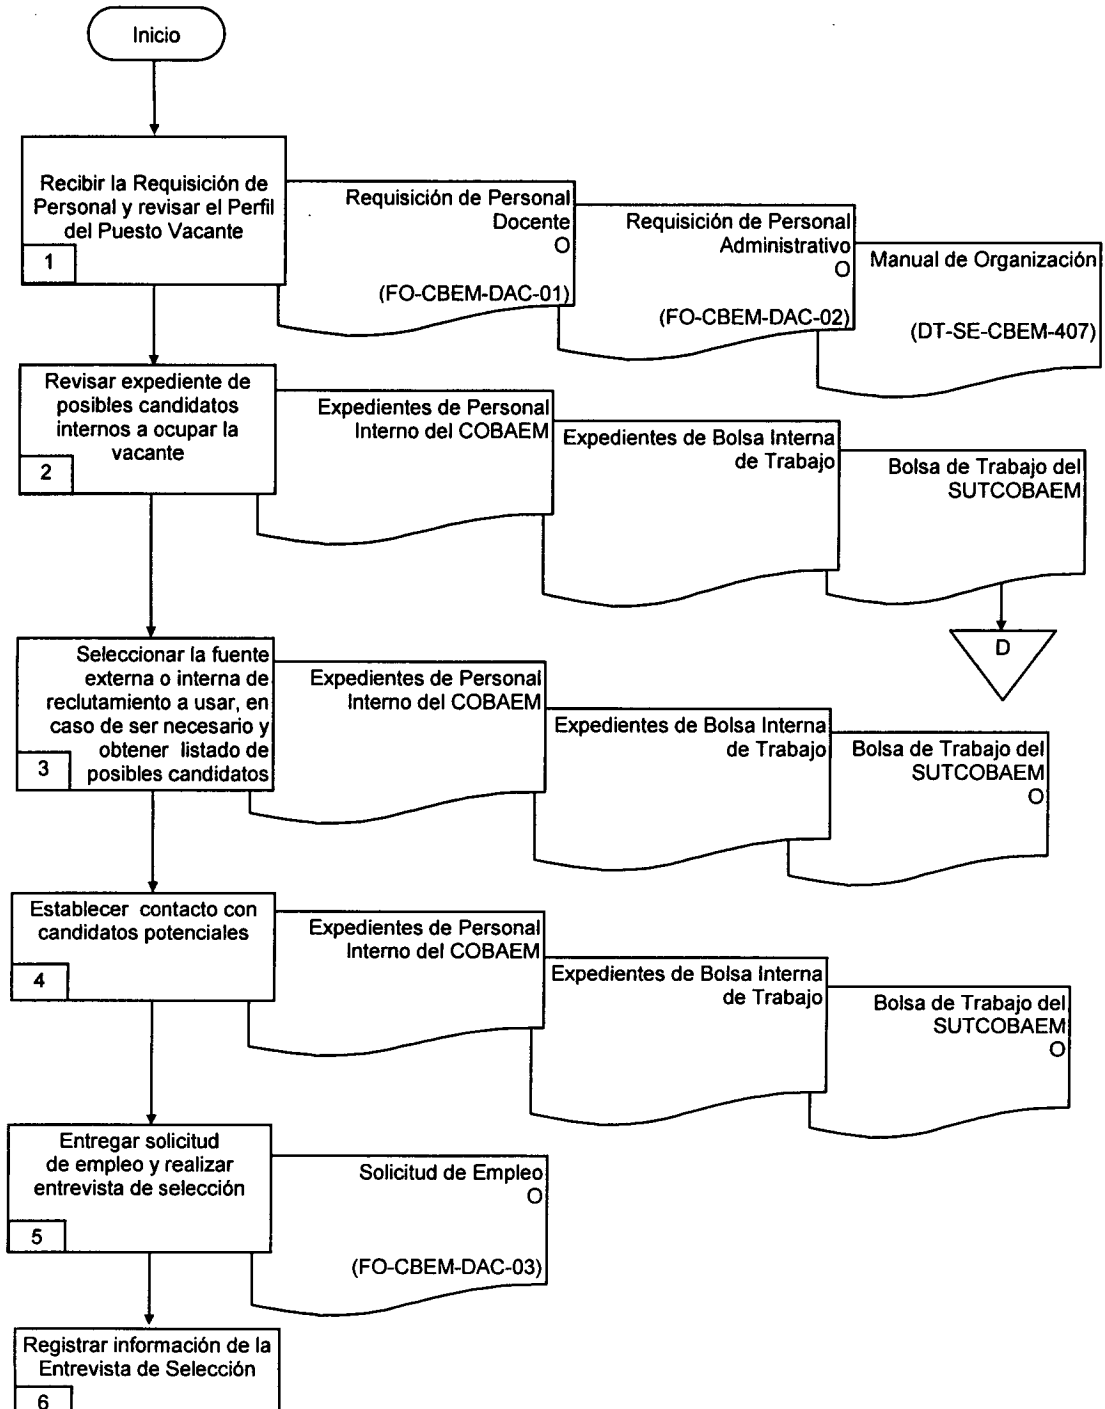 Inicio
Recibir la Requisición de
Personal y revisar el Perfil
del Puesto Vacante
1
Requisición de Personal
Docente
O
(FO-CBEM-DAC-01)
Requisición de Personal
Administrativo
O
(FO-CBEM-DAC-02)
Manual de Organización
(DT-SE-CBEM-407)
Revisar expediente de
posibles candidatos
internos a ocupar la
vacante
2
Expedientes de Personal
Interno del COBAEM
Expedientes de Bolsa Interna
de Trabajo
Bolsa de Trabajo del
SUTCOBAEM
D
Seleccionar la fuente
externa o interna de
reclutamiento a usar, en
caso de ser necesario y
obtener listado de
posibles candidatos
3
Expedientes de Personal
Interno del COBAEM
Expedientes de Bolsa Interna
de Trabajo
Bolsa de Trabajo del
SUTCOBAEM
O
Establecer contacto con
candidatos potenciales
4
Expedientes de Personal
Interno del COBAEM
Expedientes de Bolsa Interna
de Trabajo
Bolsa de Trabajo del
SUTCOBAEM
O
Entregar solicitud
de empleo y realizar
entrevista de selección
5
Solicitud de Empleo
O
(FO-CBEM-DAC-03)
Registrar información de la
Entrevista de Selección
6